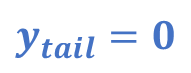 y_tail = 0